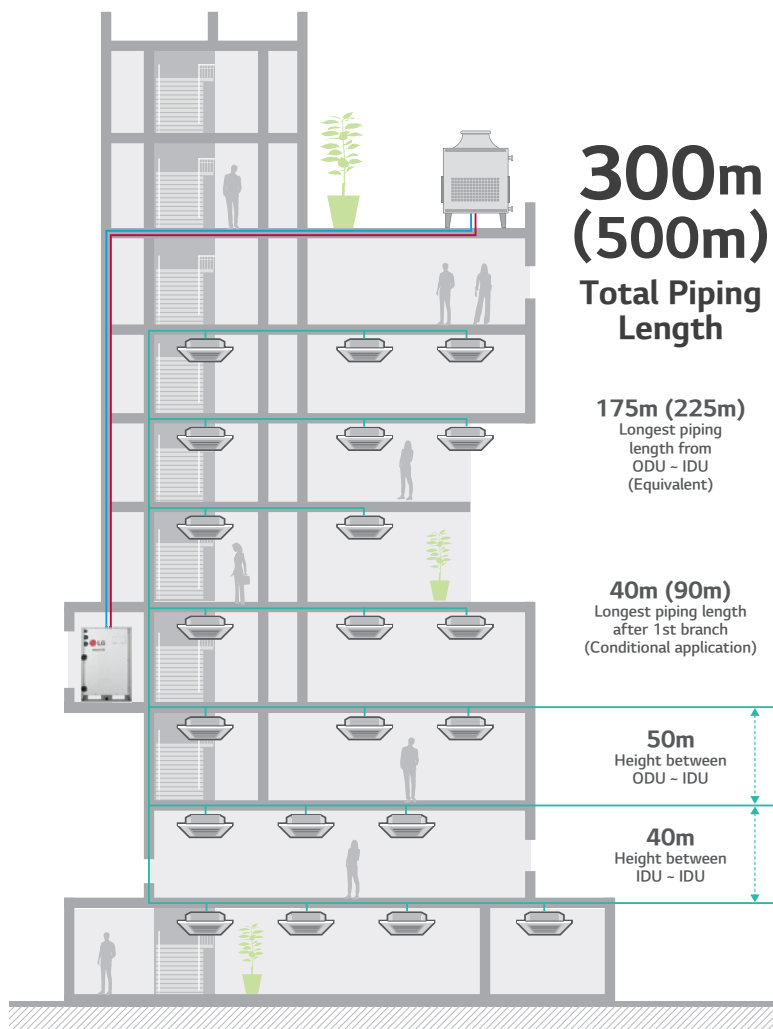 300m
(500m)
Total Piping
Length
175m (225m)
Longest piping
length from
ODU ~ IDU
(Equivalent)
40m (90m)
Longest piping length
after 1st branch
(Conditional application)
LG
50m
Height between
ODU ~ IDU
40m
Height between
IDU ~ IDU